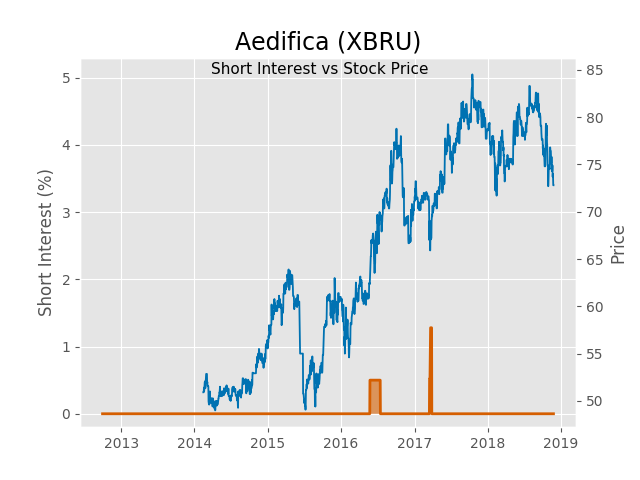 Aedifica (XBRU)
Short Interest vs Stock Price
Short Interest (%)
5
4
3
2
1
0
85
80
75
70
65
60
55
50
Price
2013 2014 2015 2016 2017 2018 2019